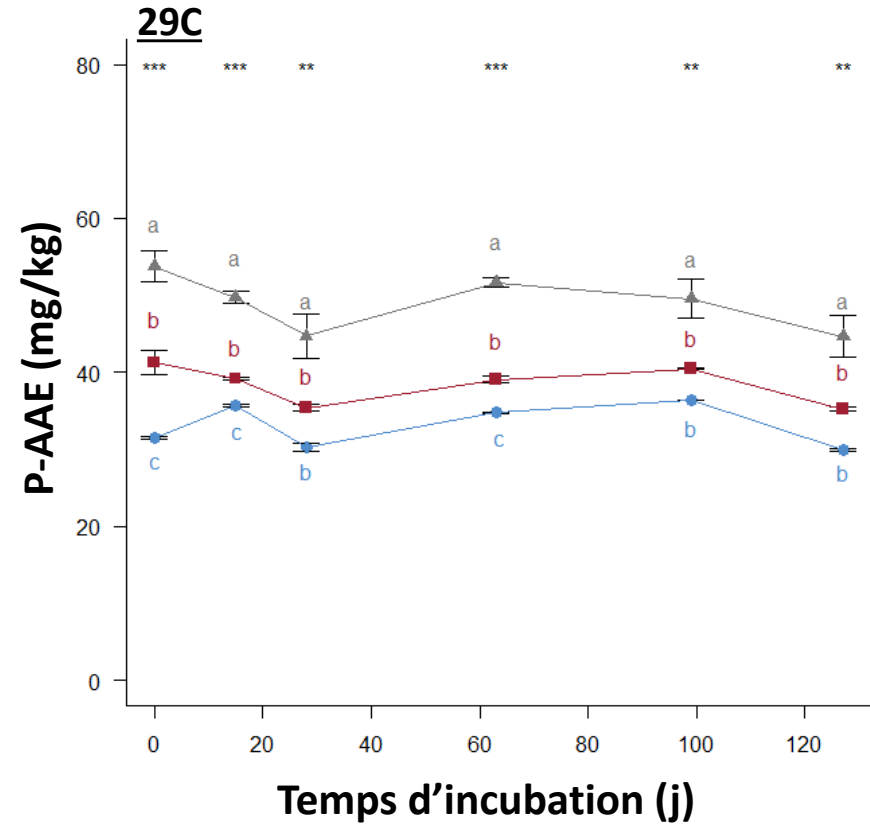 29C
*** *** ** *** ** **
80
60
40
20
0
a a a a a a
b b b b b b
c c b c b b
P-AAE (mg/kg)
0 20 40 60 80 100 120
Temps d'incubation (j)